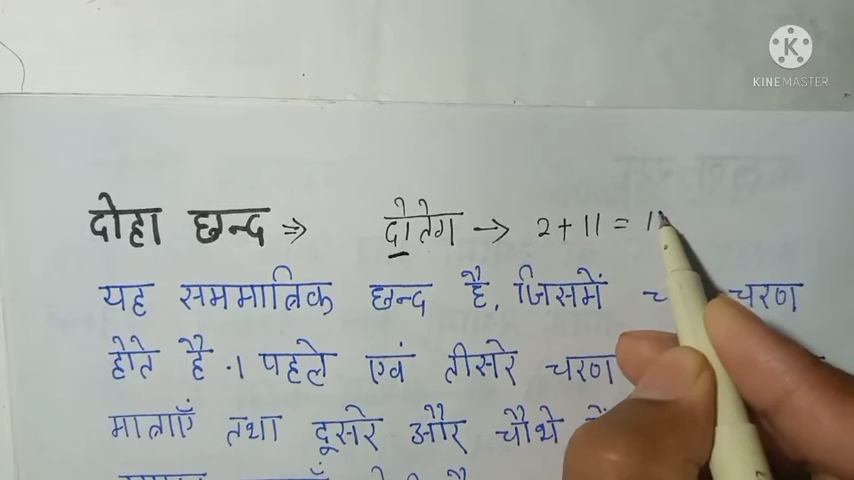 KINEMASTER
दोहा छन्द ⇒ दोतेग → 2 + 11 = 1
यह सममात्रिक छन्द है, जिसमें चरण
होते है । पहले एवं तीसरे चरण
मात्राएँ तथा दूसरे और चौथे में